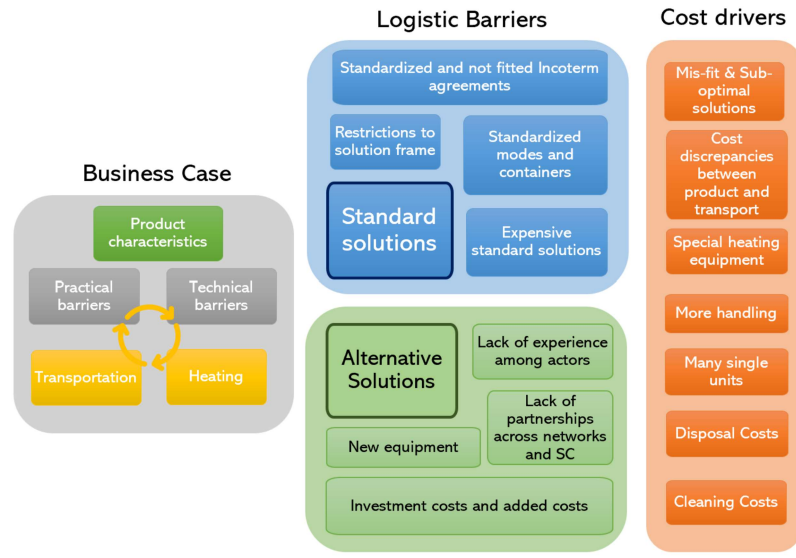 Business Case
Product
characteristics
Practical
barriers
Technical
barriers
Transportation
Heating
Logistic Barriers
Standardized and not fitted Incoterm
agreements
Restrictions to
solution frame
Standardized
modes and
containers
Standard
solutions
Expensive
standard solutions
Alternative
Solutions
Lack of experience
among actors
Lack of
partnerships
across networks
and SC
New equipment
Investment costs and added costs
Cost drivers
Mis-fit & Sub-
optimal
solutions
Cost
discrepancies
between
product and
transport
Special heating
equipment
More handling
Many single
units
Disposal Costs
Cleaning Costs